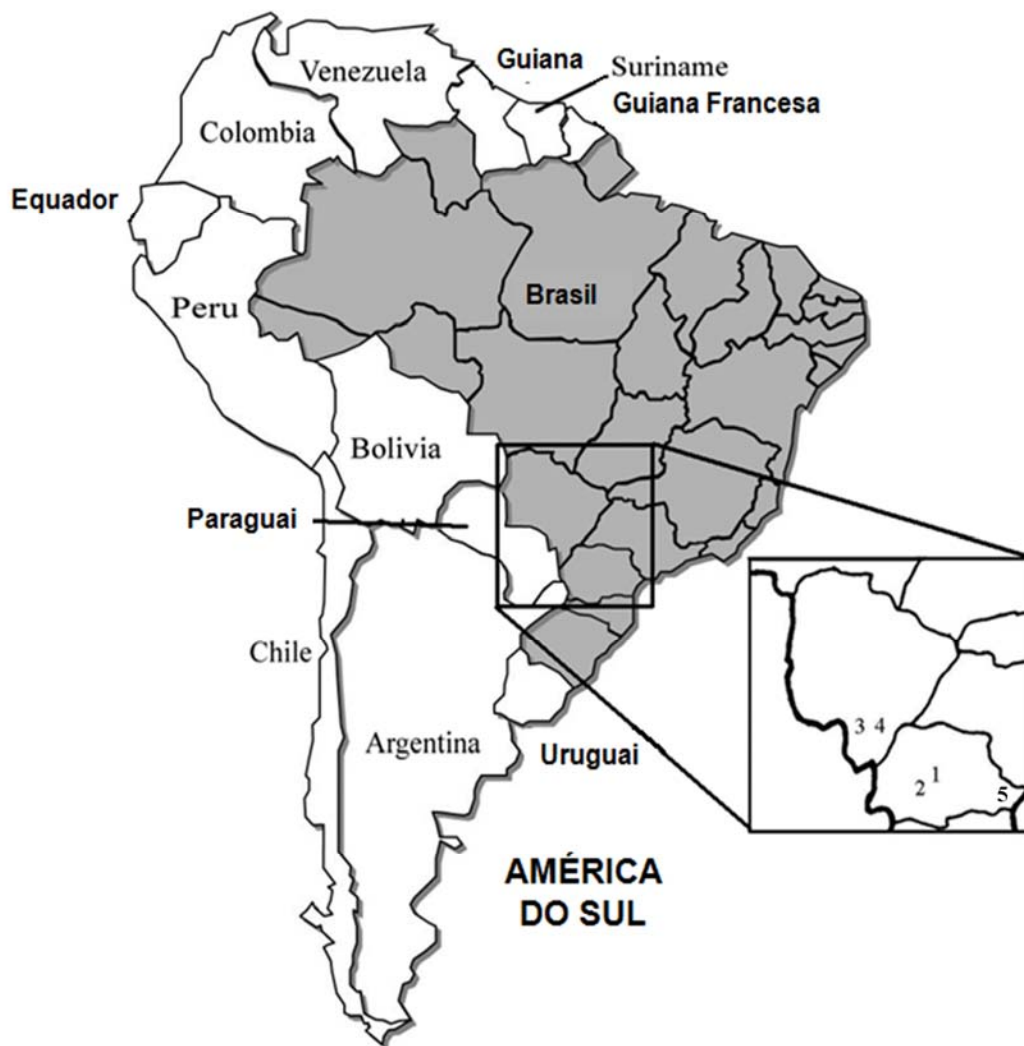 Guiana
Venezuela
Suriname
Guiana Francesa
Colombia
Equador
Brasil
Peru
Bolivia
Paraguai
Chile
Argentina
Uruguai
3 4
1
2
5
AMÉRICA
DO SUL